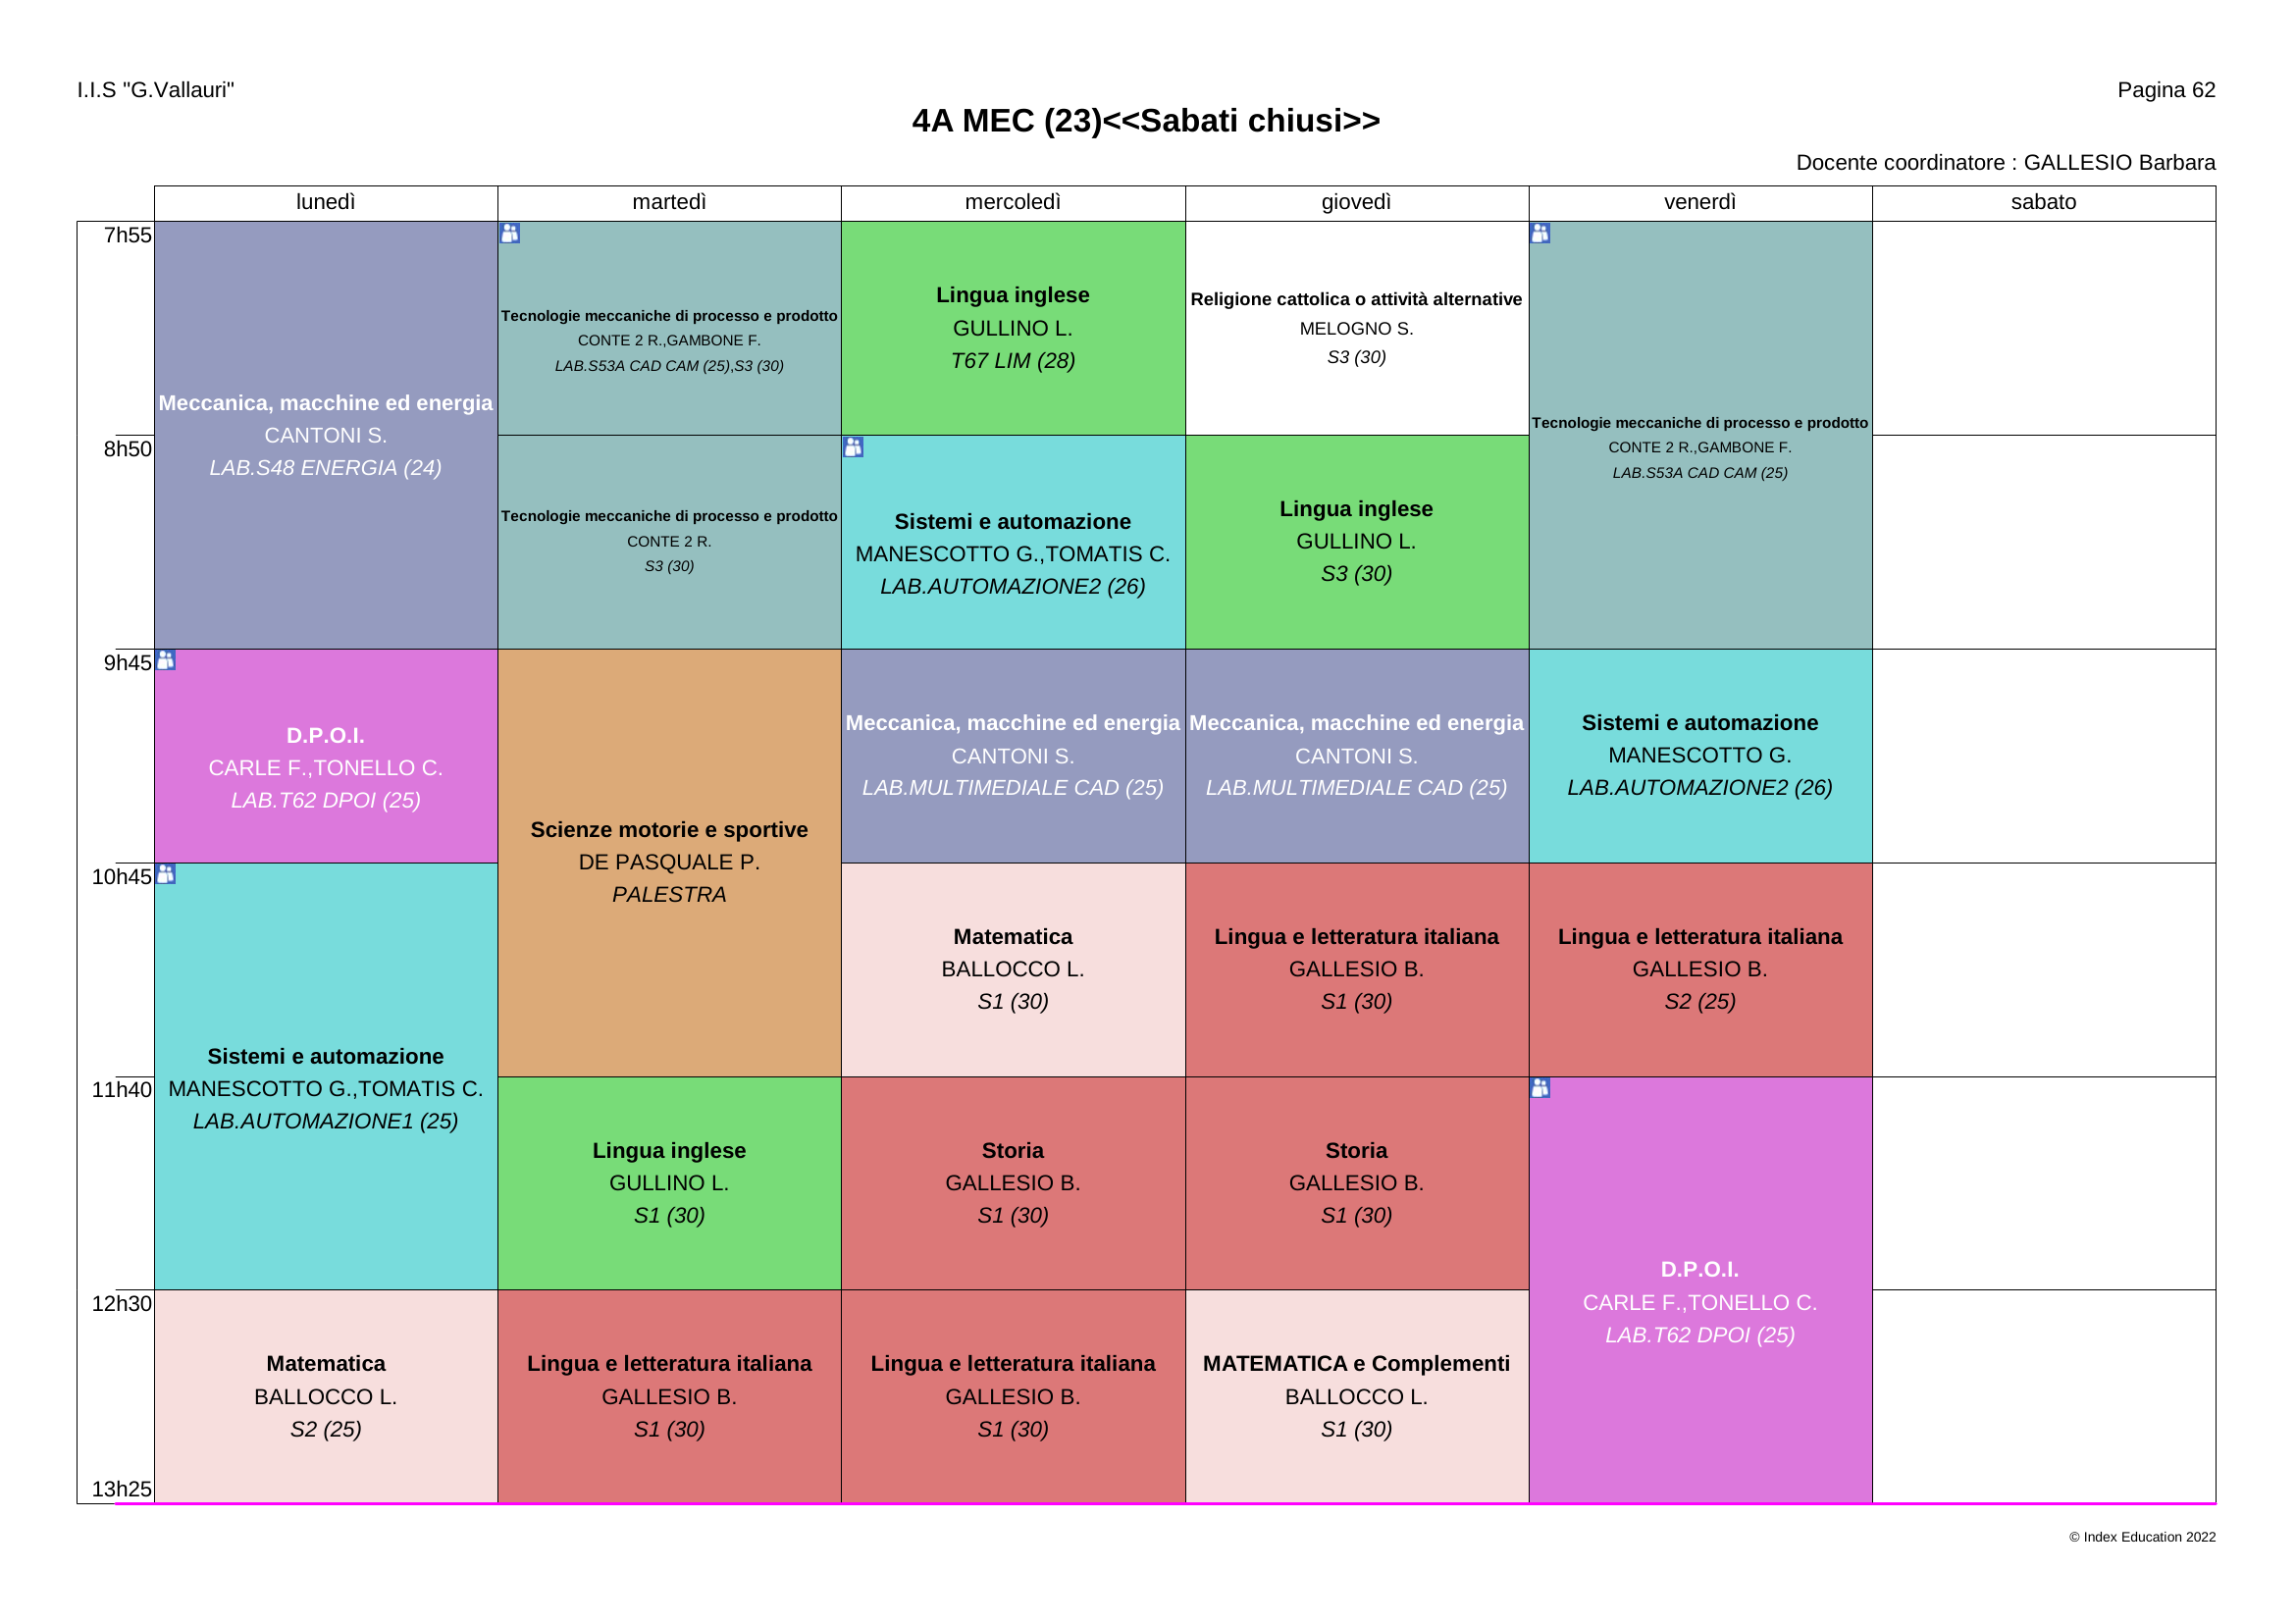 I.I.S "G.Vallauri"
Pagina 62
4A MEC (23)<<Sabati chiusi>>
Docente coordinatore : GALLESIO Barbara
lunedì
martedì
mercoledì
giovedì
venerdì
sabato
7h55
8h50
9h45
10h45
11h40
12h30
13h25
Meccanica, macchine ed energia
CANTONI S.
LAB.S48 ENERGIA (24)
D.P.O.I.
CARLE F.,TONELLO C.
LAB.T62 DPOI (25)
Sistemi e automazione
MANESCOTTO G.,TOMATIS C.
LAB.AUTOMAZIONE1 (25)
Matematica
BALLOCCO L.
S2 (25)
Tecnologie meccaniche di processo e prodotto
CONTE 2 R.,GAMBONE F.
LAB.S53A CAD CAM (25),S3 (30)
Tecnologie meccaniche di processo e prodotto
CONTE 2 R.
S3 (30)
Scienze motorie e sportive
DE PASQUALE P.
PALESTRA
Lingua inglese
GULLINO L.
S1 (30)
Lingua e letteratura italiana
GALLESIO B.
S1 (30)
Lingua inglese
GULLINO L.
T67 LIM (28)
Sistemi e automazione
MANESCOTTO G.,TOMATIS C.
LAB.AUTOMAZIONE2 (26)
Meccanica, macchine ed energia
CANTONI S.
LAB.MULTIMEDIALE CAD (25)
Matematica
BALLOCCO L.
S1 (30)
Storia
GALLESIO B.
S1 (30)
Lingua e letteratura italiana
GALLESIO B.
S1 (30)
Religione cattolica o attività alternative
MELOGNO S.
S3 (30)
Lingua inglese
GULLINO L.
S3 (30)
Meccanica, macchine ed energia
CANTONI S.
LAB.MULTIMEDIALE CAD (25)
Lingua e letteratura italiana
GALLESIO B.
S1 (30)
Storia
GALLESIO B.
S1 (30)
MATEMATICA e Complementi
BALLOCCO L.
S1 (30)
Tecnologie meccaniche di processo e prodotto
CONTE 2 R.,GAMBONE F.
LAB.S53A CAD CAM (25)
Sistemi e automazione
MANESCOTTO G.
LAB.AUTOMAZIONE2 (26)
Lingua e letteratura italiana
GALLESIO B.
S2 (25)
D.P.O.I.
CARLE F.,TONELLO C.
LAB.T62 DPOI (25)
© Index Education 2022